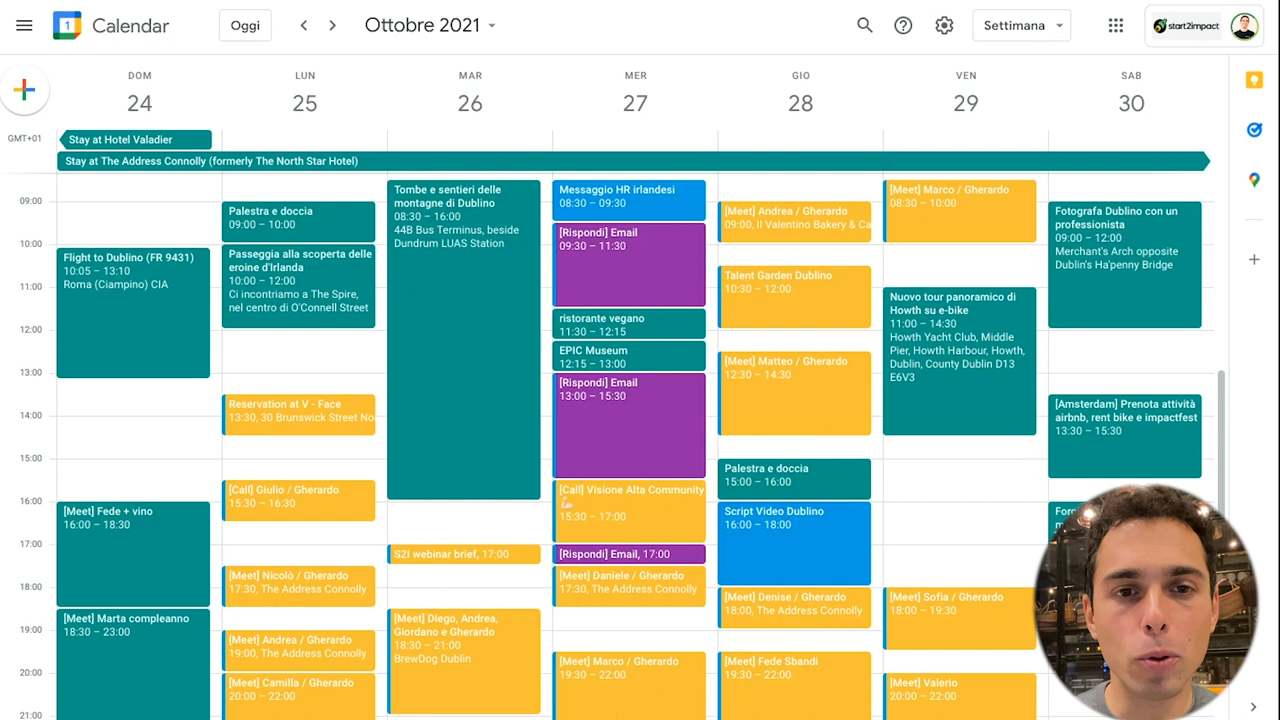 Calendar
Oggi
Ottobre 2021
Settimana
start2impact
1
DOM
24
LUN
25
MAR
26
MER
27
GIO
28
VEN
29
SAB
30
GMT+01
Stay at Hotel Valadier
Stay at The Address Connolly (formerly The North Star Hotel)
09:00
10:00
11:00
12:00
13:00
14:00
15:00
16:00
17:00
18:00
19:00
20:00
21:00
Flight to Dublino (FR 9431)
10:05 – 13:10
Roma (Ciampino) CIA
[Meet] Fede + vino
16:00 – 18:30
[Meet] Marta compleanno
18:30 – 23:00
Palestra e doccia
09:00 – 10:00
Passeggia alla scoperta delle
eroine d'Irlanda
10:00 – 12:00
Ci incontriamo a The Spire,
nel centro di O'Connell Street
Reservation at V - Face
13:30, 30 Brunswick Street No
[Call] Giulio / Gherardo
15:30 – 16:30
[Meet] Nicolò / Gherardo
17:30, The Address Connolly
[Meet] Andrea / Gherardo
19:00, The Address Connolly
[Meet] Camilla / Gherardo
20:00 – 22:00
Tombe e sentieri delle
montagne di Dublino
08:30 – 16:00
44B Bus Terminus, beside
Dundrum LUAS Station
S2I webinar brief, 17:00
[Meet] Diego, Andrea,
Giordano e Gherardo
18:30 – 21:00
BrewDog Dublin
Messaggio HR irlandesi
08:30 – 09:30
[Rispondi] Email
09:30 – 11:30
ristorante vegano
11:30 – 12:15
EPIC Museum
12:15 – 13:00
[Rispondi] Email
13:00 – 15:30
[Call] Visione Alta Community
15:30 – 17:00
[Rispondi] Email, 17:00
[Meet] Daniele / Gherardo
17:30, The Address Connolly
[Meet] Marco / Gherardo
19:30 – 22:00
[Meet] Andrea / Gherardo
09:00, Il Valentino Bakery & Ca
Talent Garden Dublino
10:30 – 12:00
[Meet] Matteo / Gherardo
12:30 – 14:30
Palestra e doccia
15:00 – 16:00
Script Video Dublino
16:00 – 18:00
[Meet] Denise / Gherardo
18:00, The Address Connolly
[Meet] Fede Sbandi
19:30 – 22:00
[Meet] Marco / Gherardo
08:30 – 10:00
Nuovo tour panoramico di
Howth su e-bike
11:00 – 14:30
Howth Yacht Club, Middle
Pier, Howth Harbour, Howth,
Dublin, County Dublin D13
E6V3
[Meet] Sofia / Gherardo
18:00 – 19:30
[Meet] Valerio
20:00 – 22:00
Fotografa Dublino con un
professionista
09:00 – 12:00
Merchant's Arch opposite
Dublin's Ha'penny Bridge
[Amsterdam] Prenota attività
airbnb, rent bike e impactfest
13:30 – 15:30